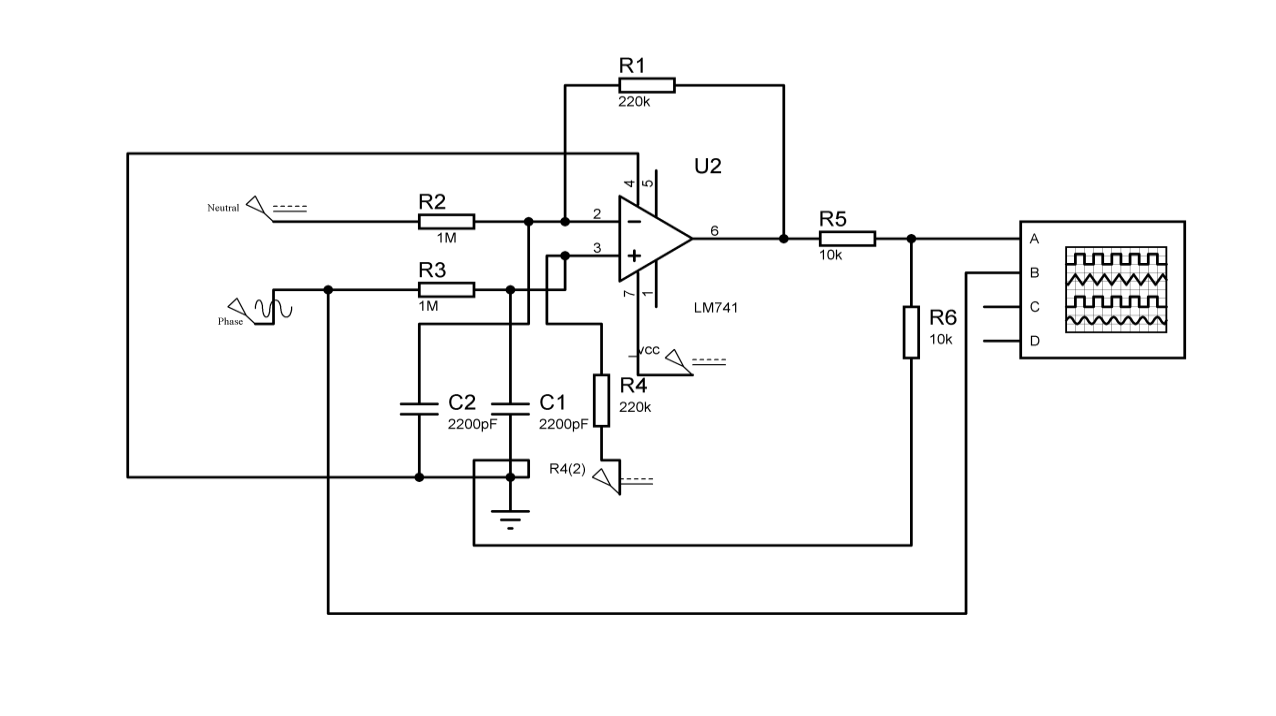 R1
220k
U2
4
5
Neutral
R2
1M
2
6
R5
10k
A
3
B
R3
1M
7
1
LM741
C
D
Phase
R6
10k
VCC
R4
220k
C2
2200pF
C1
2200pF
R4(2)